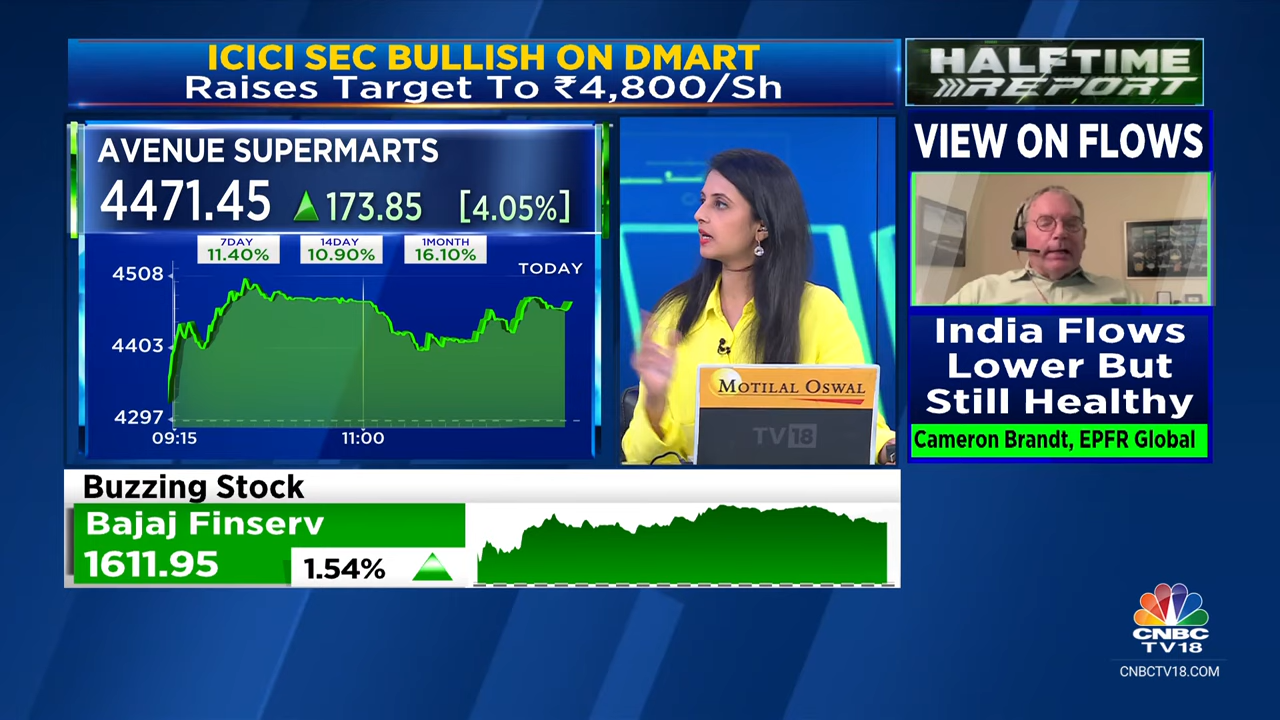 ICICI SEC BULLISH ON DMART
Raises Target To ₹4,800/Sh
HALFTIME
REPORT
AVENUE SUPERMARTS
4471.45 173.85 [4.05%]
7DAY
11.40%
14DAY
10.90%
1MONTH
16.10%
TODAY
4508
4403
4297
09:15
11:00
MOTILAL OSWAL
TV18
VIEW ON FLOWS
India Flows
Lower But
Still Healthy
Cameron Brandt, EPFR Global
Buzzing Stock
Bajaj Finserv
1611.95
1.54%
CNBC
TV18
CNBCTV18.COM